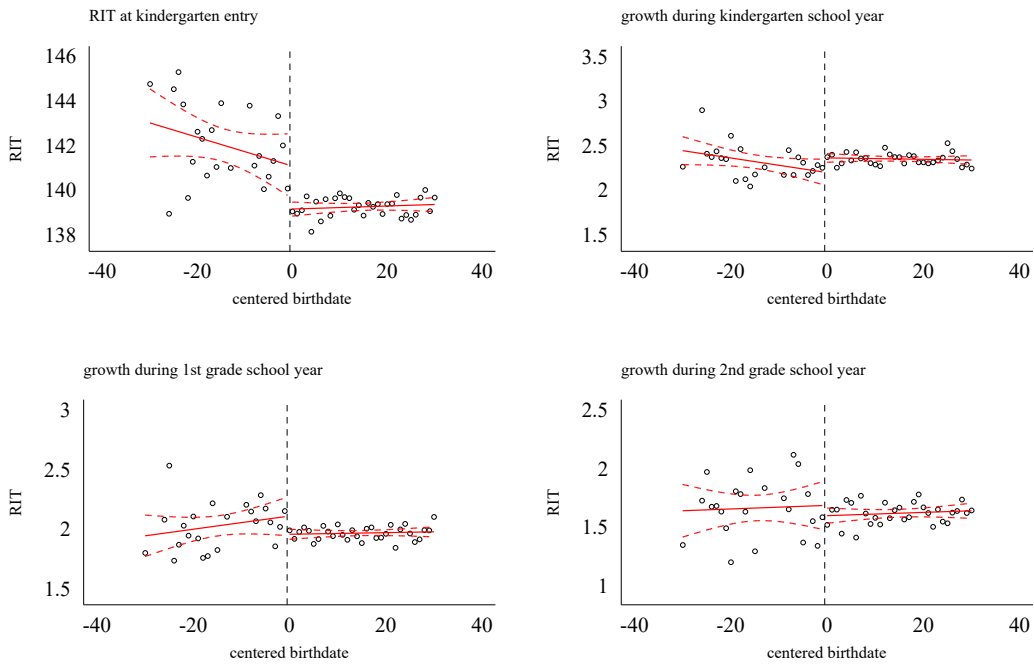 RIT at kindergarten entry
146
144
142
140
138
RIT
-40 -20 0 20 40
centered birthdate
growth during kindergarten school year
3.5
3
2.5
2
1.5
RIT
-40 -20 0 20 40
centered birthdate
growth during 1st grade school year
3
2.5
2
1.5
RIT
-40 -20 0 20 40
centered birthdate
growth during 2nd grade school year
2.5
2
1.5
1
RIT
-40 -20 0 20 40
centered birthdate